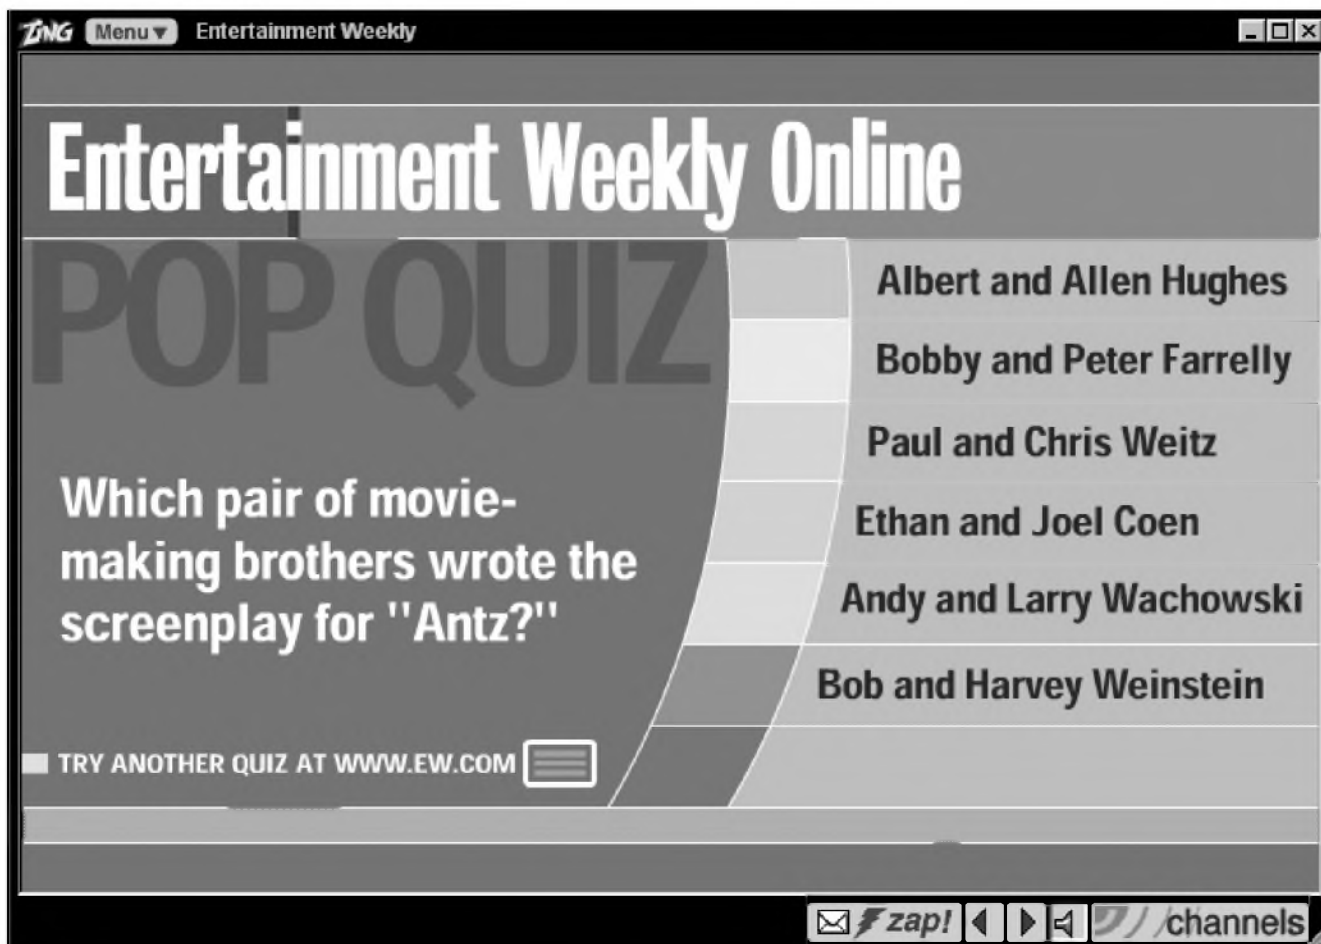 ZING Menu▼ Entertainment Weekly
Entertainment Weekly Online
POP QUIZ
Which pair of movie-
making brothers wrote the
screenplay for "Antz?"
TRY ANOTHER QUIZ AT WWW.EW.COM
Albert and Allen Hughes
Bobby and Peter Farrelly
Paul and Chris Weitz
Ethan and Joel Coen
Andy and Larry Wachowski
Bob and Harvey Weinstein
zap! channels